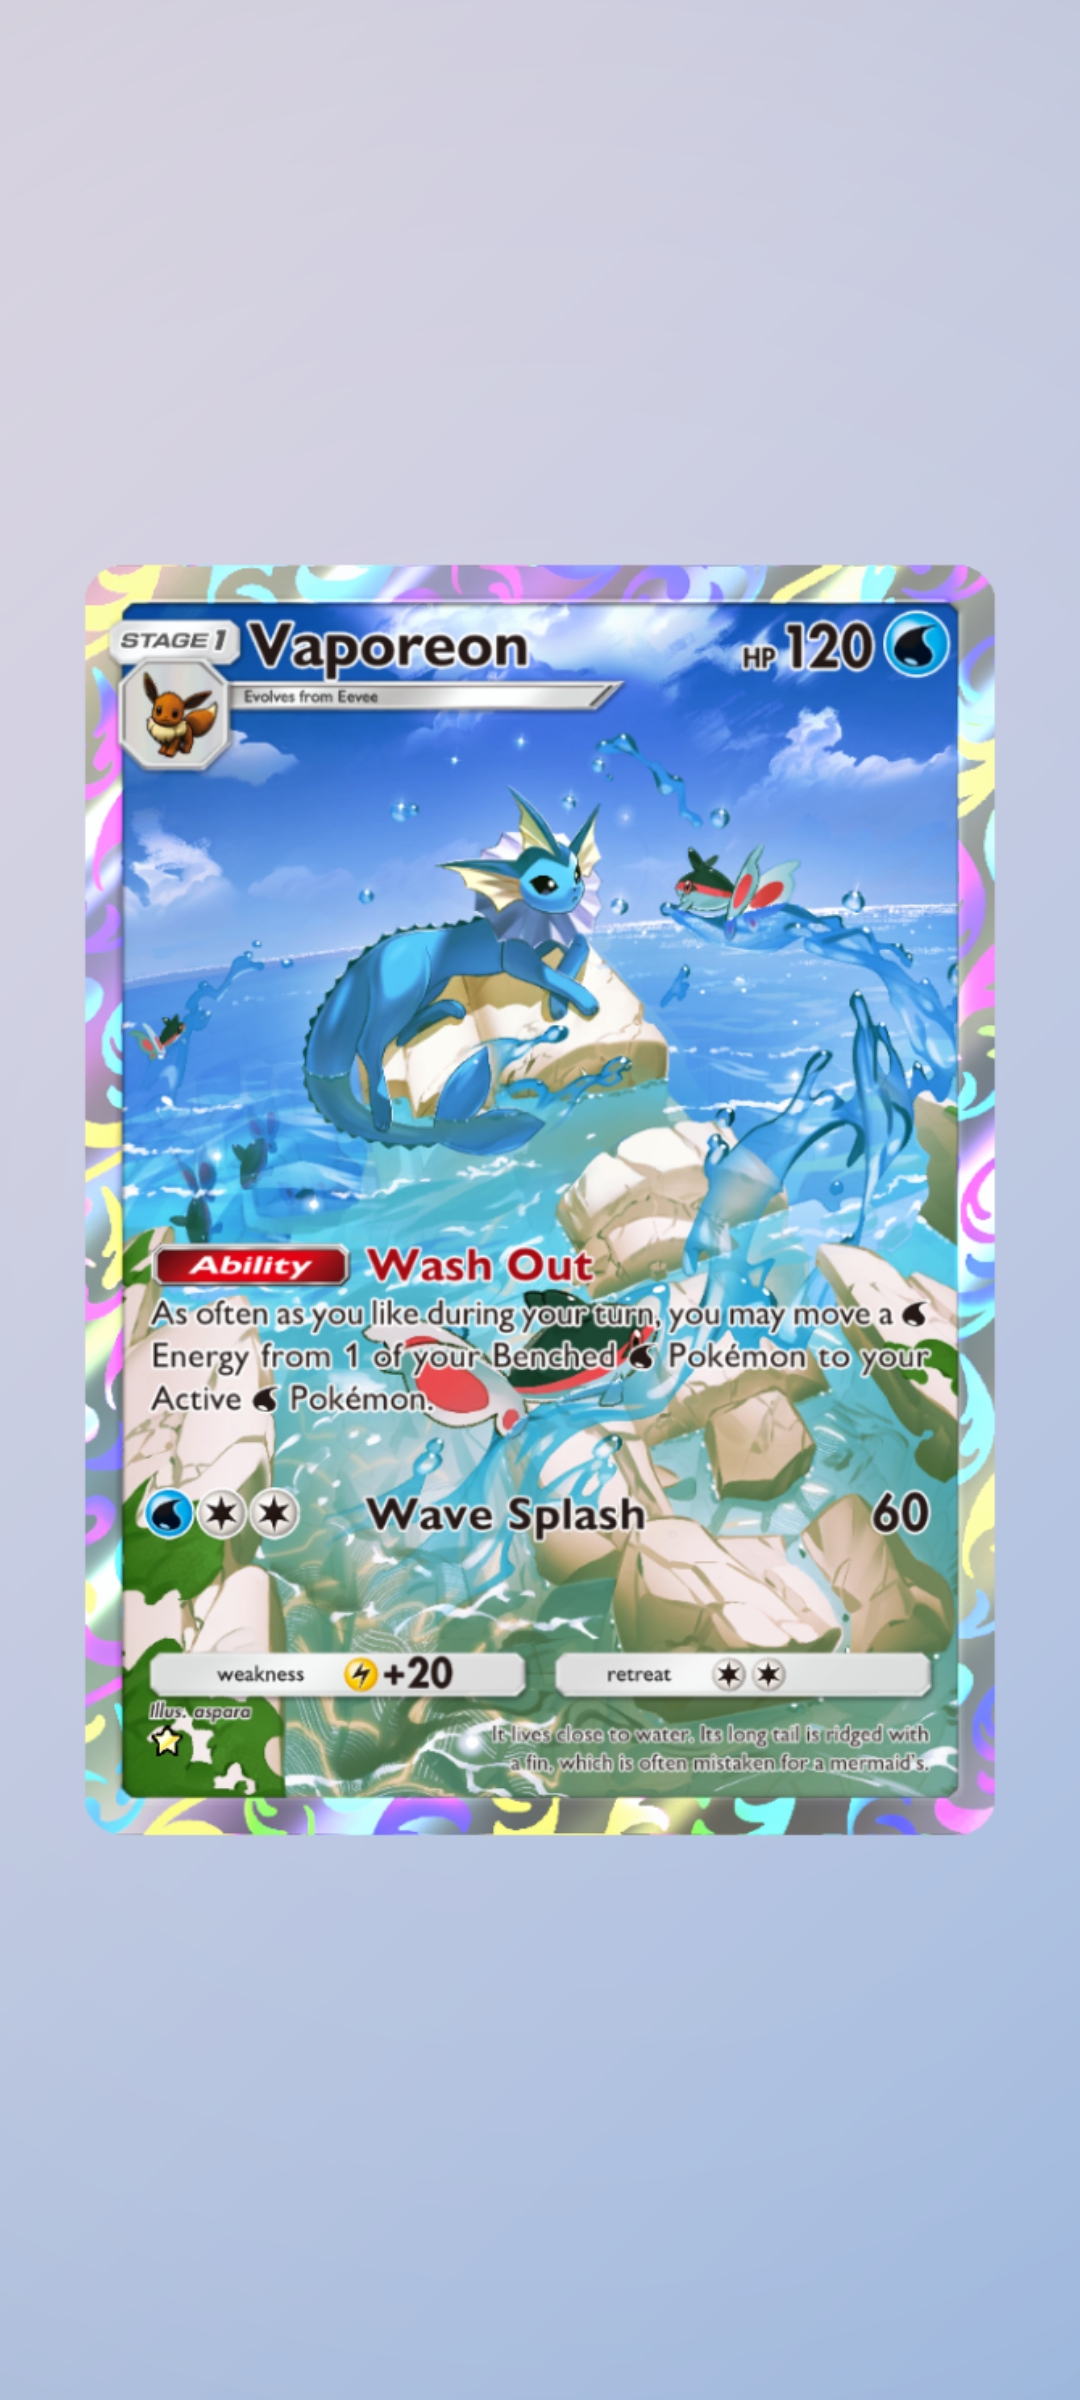 STAGE 1 Vaporeon HP 120
Evolves from Eevee
Ability Wash Out
As often as you like during your turn, you may move a
Energy from 1 of your Benched Pokémon to your
Active Pokémon.
Wave Splash 60
weakness +20 retreat
Illus. aspara
It lives close to water. Its long tail is ridged with
a fin, which is often mistaken for a mermaid's.